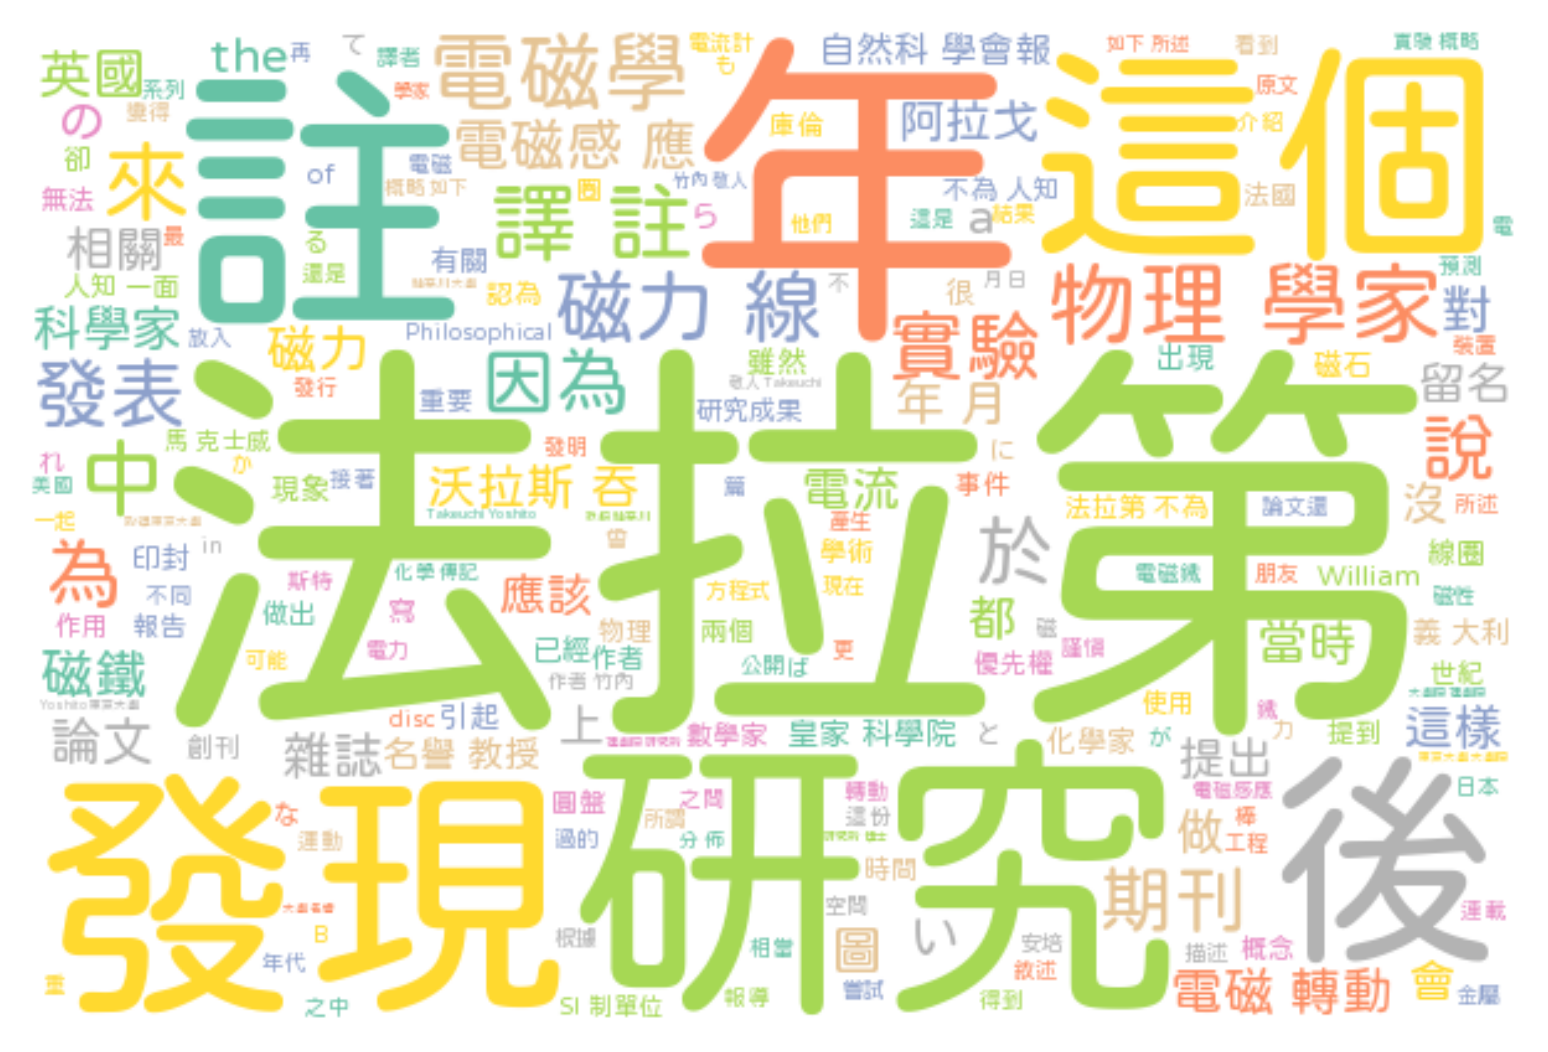 英國
the
再
て
譯者
電磁學
電流計
も
自然科 學會報
如下 所述
看到
實驗 概略
系列
學家
變得
の
卻
來
註
年
這個
原文
介紹
庫倫
阿拉戈
電磁感 應
電磁
of
概略 如下
圈
竹內 敬人
不為 人知
法國
無法
譯 註
ら
他們
這是
a
結果
電
相關
最
る
還是
有關
人知 一面
認為
磁力 線
不
很
月日
物理 學家
預測
對
科學家
放入
磁力
Philosophical
實驗
裝置
發表
發行
重要
因為
雖然
敬人 Takeuchi
研究成果
年 月
出現
磁石
留名
法拉第
馬 克士威
發明
に
說
れ
美國
中
か
現象
接著
沃拉斯 吞
篇
電流
事件
法拉第 不為
論文還
沒
所述
一起
Takeuchi Yoshito
曾
產生
於
為
印封
in
化學 傳記
學術
電磁鐵
朋友
William
線圈
斯特
應該
方程式
現在
磁性
不同
作用
報告
做出
寫
物理
兩個
都
磁
謹慎
當時
義 大利
電力
已經
作者
更
優先權
磁鐵
可能
作者 竹內
公開
ば
世紀
使用
論文
創刊
disc
引起
上
數學家
皇家 科學院
と
化學家
が
鐵
力
提到
這樣
雜誌
名譽 教授
提出
發現
研究
後
な
運動
圓盤
之間
所謂
轉動
這份
電磁感應
日本
過的
分 佈
做
棒
工程
時間
期刊
空間
連載
B
根據
相當
圖
い
安培
描述
概念
年代
敘述
重
之中
SI 制單位
報導
嘗試
得到
電磁 轉動
會
金屬